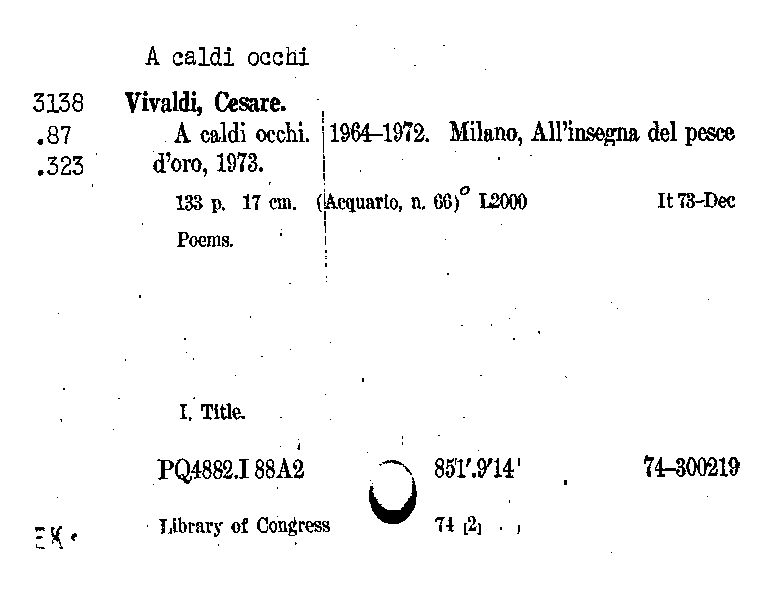 A caldi occhi
3138 Vivaldi, Cesare.
.87 A caldi occhi. 1964–1972. Milano, All'insegna del pesce
.323 d'oro, 1973.
133 p. 17 cm. (Acquario, n. 66)° L2000 It 73–Dec
Poems.
I. Title.
PQ4882.I 88A2 851'.9'14 74–300219
Library of Congress 74 [2]